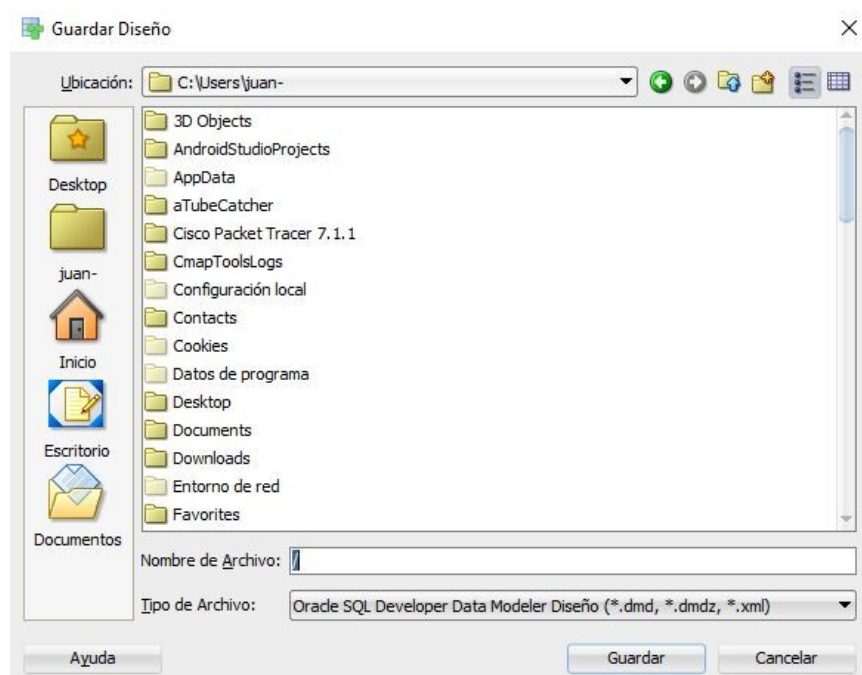 Guardar Diseño
Ubicación: C:\Users\juan-
Desktop
juan-
Inicio
Escritorio
Documentos
3D Objects
AndroidStudioProjects
AppData
aTubeCatcher
Cisco Packet Tracer 7.1.1
CmapToolsLogs
Configuración local
Contacts
Cookies
Datos de programa
Desktop
Documents
Downloads
Entorno de red
Favorites
Nombre de Archivo: /
Tipo de Archivo: Oracle SQL Developer Data Modeler Diseño (*.dmd, *.dmdz, *.xml)
Ayuda Guardar Cancelar